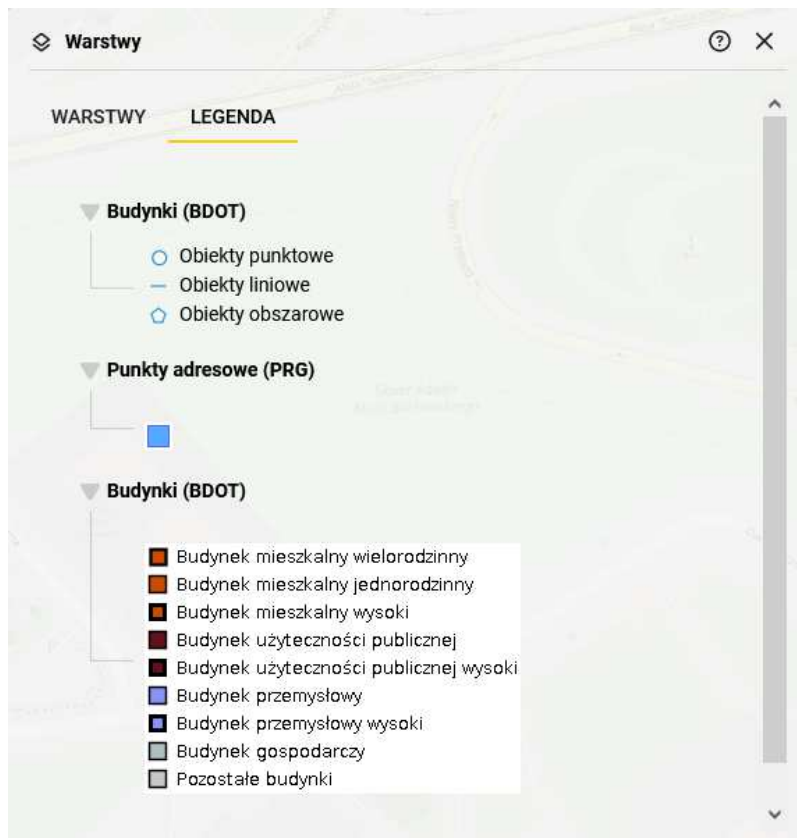 Warstwy
WARSTWY LEGENDA
Budynki (BDOT)
Obiekty punktowe
Obiekty liniowe
Obiekty obszarowe
Punkty adresowe (PRG)
Budynki (BDOT)
Budynek mieszkalny wielorodzinny
Budynek mieszkalny jednorodzinny
Budynek mieszkalny wysoki
Budynek użyteczności publicznej
Budynek użyteczności publicznej wysoki
Budynek przemysłowy
Budynek przemysłowy wysoki
Budynek gospodarczy
Pozostałe budynki